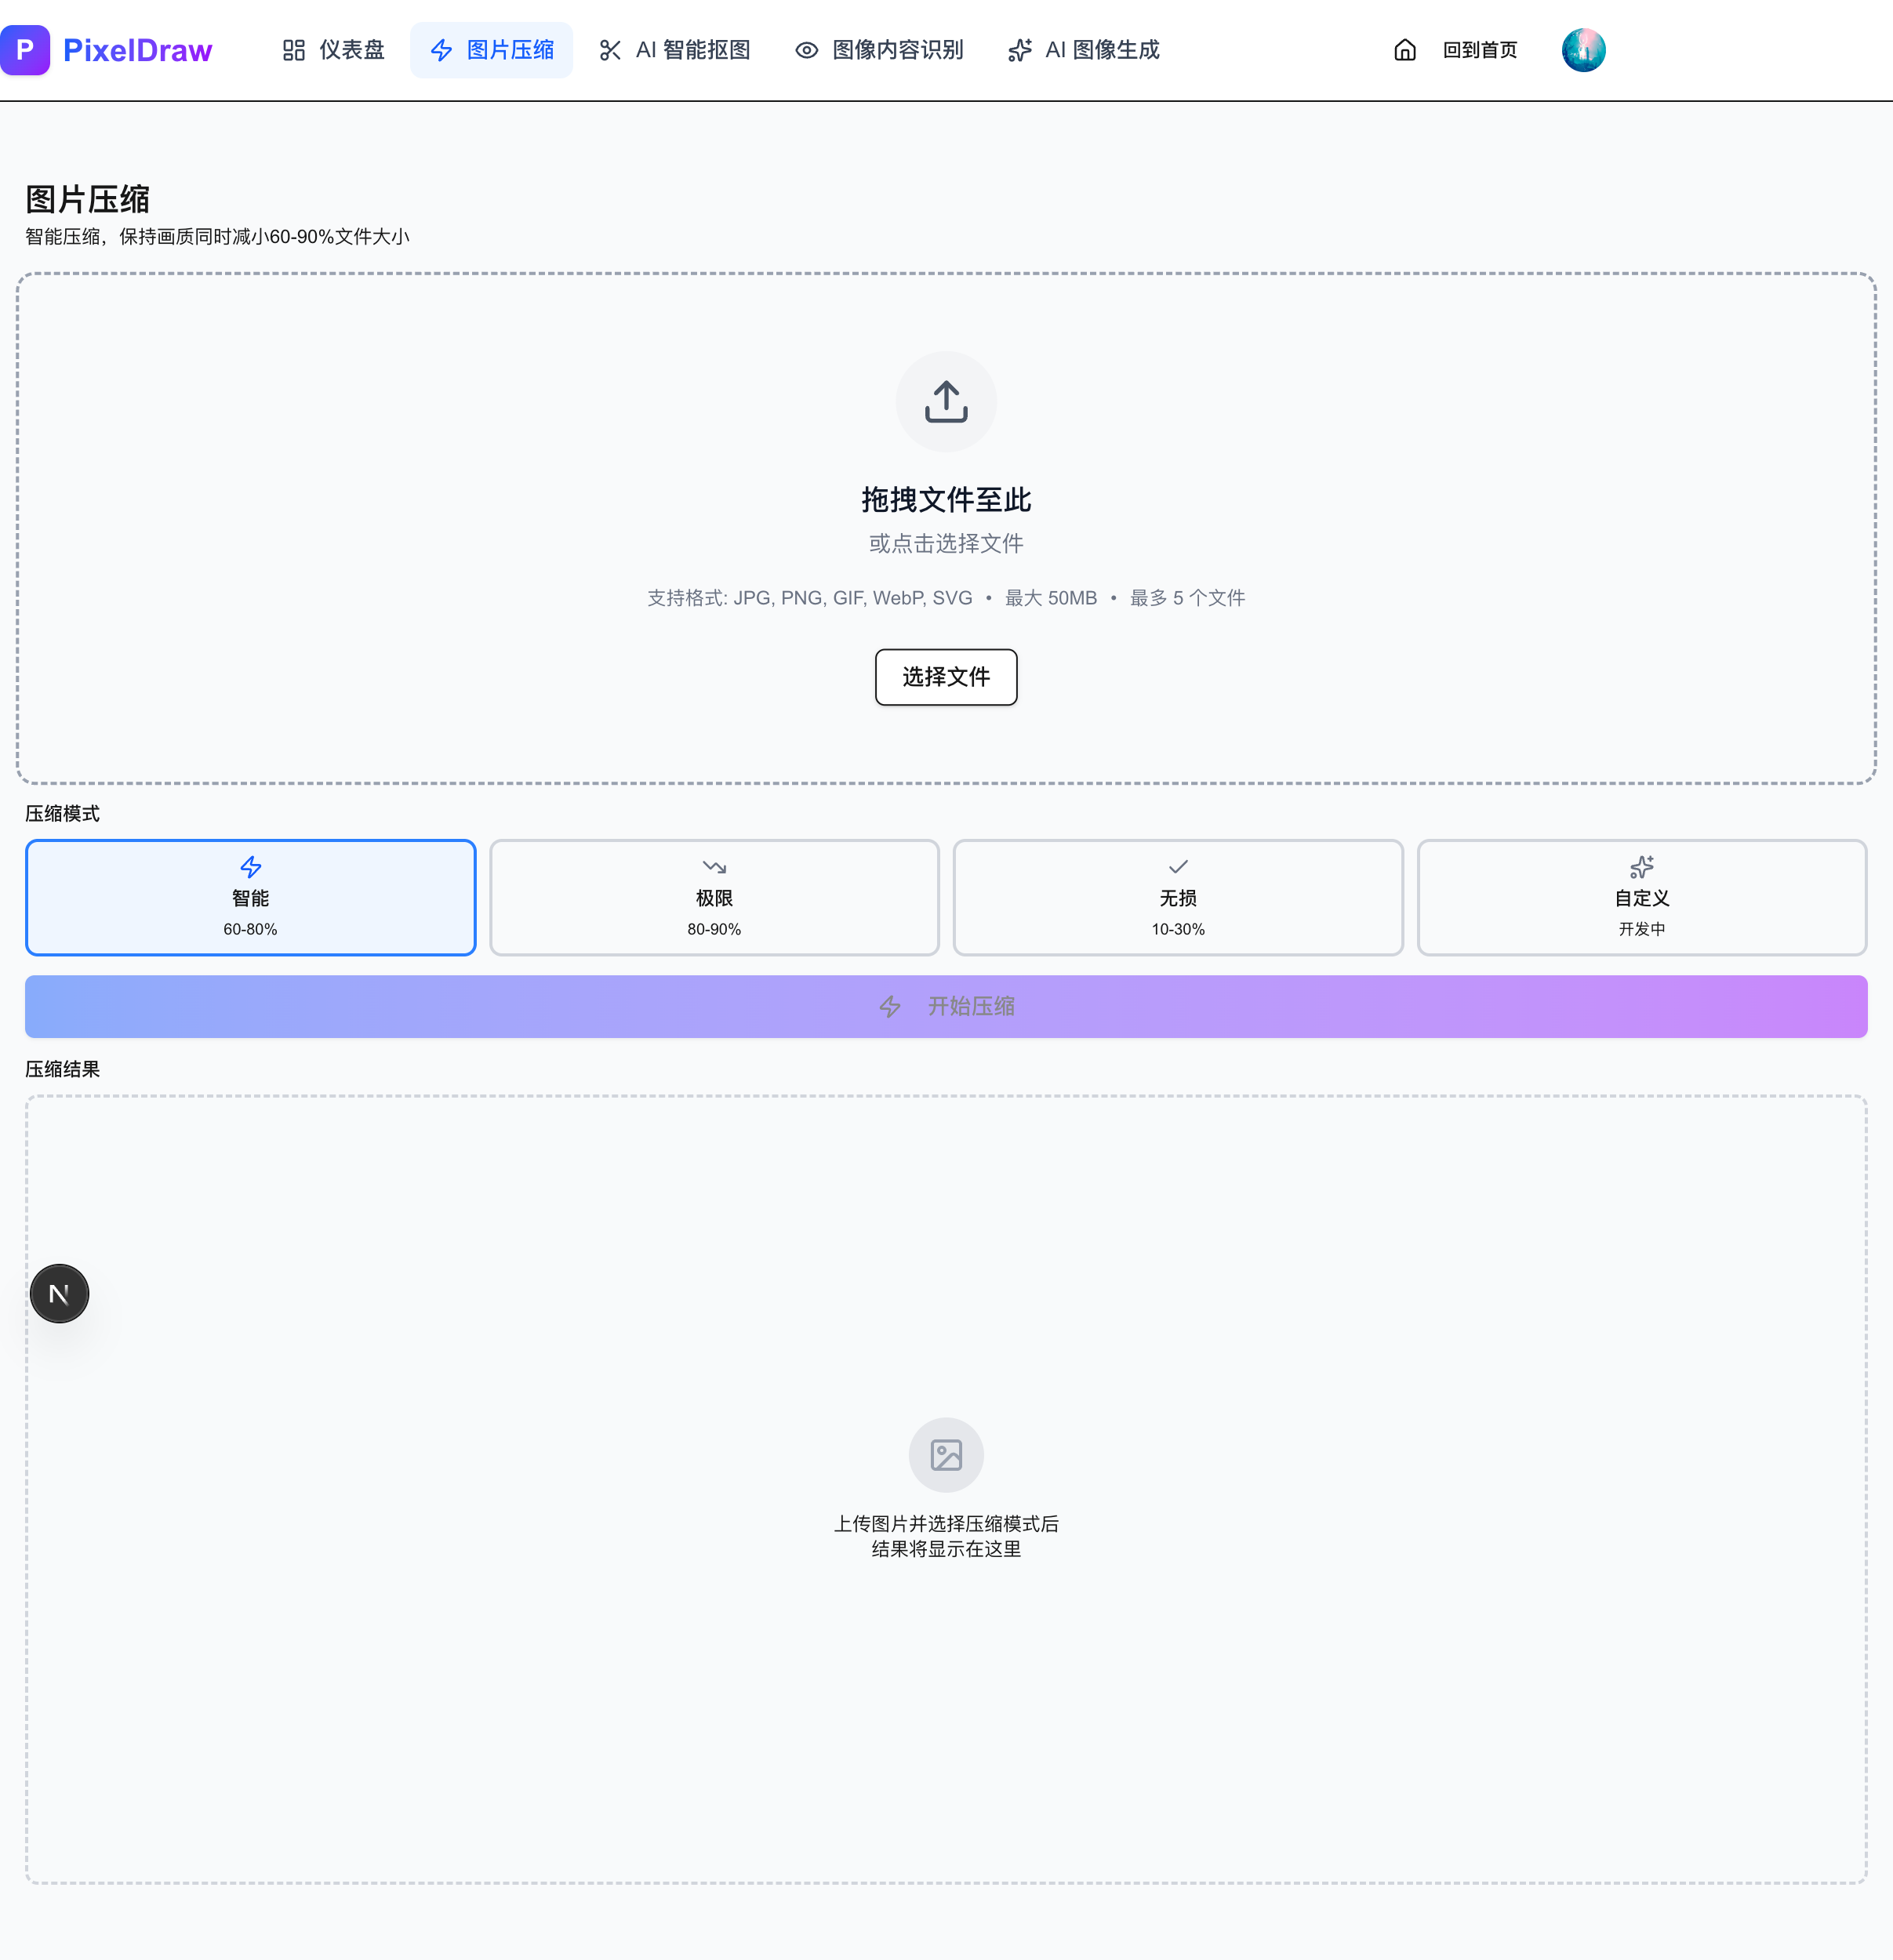 P PixelDraw 仪表盘 图片压缩 AI 智能抠图 图像内容识别 AI 图像生成 回到首页
图片压缩
智能压缩，保持画质同时减小60-90%文件大小
拖拽文件至此
或点击选择文件
支持格式: JPG, PNG, GIF, WebP, SVG • 最大 50MB • 最多 5 个文件
选择文件
压缩模式
智能 极限 无损 自定义
60-80% 80-90% 10-30% 开发中
开始压缩
压缩结果
N
上传图片并选择压缩模式后
结果将显示在这里